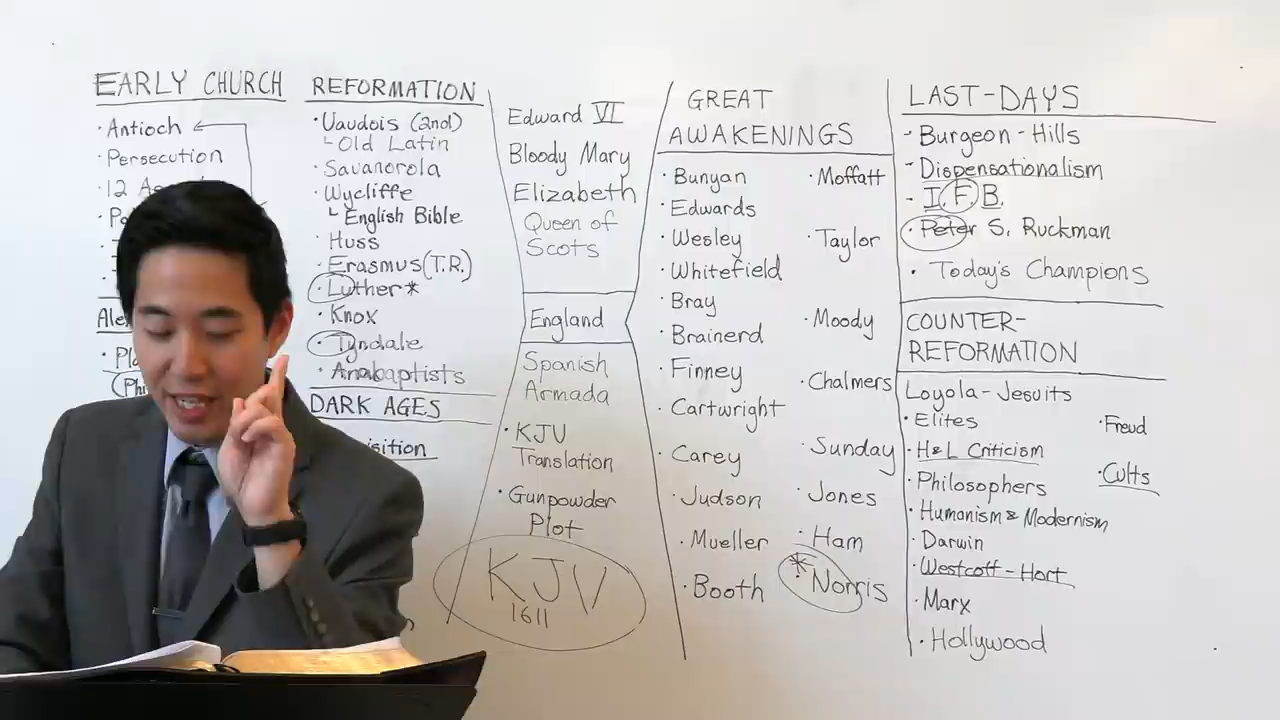 EARLY CHURCH
· Antioch
· Persecution
· 12
REFORMATION
· Vaudois (2nd)
Old Latin
· Savanorola
· Wycliffe
English Bible
· Huss
· Erasmus (T.R.)
· Luther *
· Knox
· Tyndale
· Anabaptists
DARK AGES
Edward VI
Bloody Mary
Elizabeth
Queen of
Scots
England
Spanish
Armada
· KJV
Translation
· Gunpowder
Plot
KJV
1611
GREAT
AWAKENINGS
· Bunyan
· Edwards
· Wesley
· Whitefield
· Bray
· Brainerd
· Finney
· Cartwright
· Carey
· Judson
· Mueller
· Booth
· Moffatt
· Taylor
· Moody
· Chalmers
· Sunday
· Jones
· Ham
* · Norris
LAST-DAYS
- Burgeon-Hills
- Dispensationalism
- I.F.B.
· Peter S. Ruckman
· Today's Champions
COUNTER-
REFORMATION
Loyola-Jesuits
· Elites
· H&L Criticism
· Philosophers
· Humanism & Modernism
· Darwin
· Westcott-Hort
· Marx
· Hollywood
· Freud
· Cults